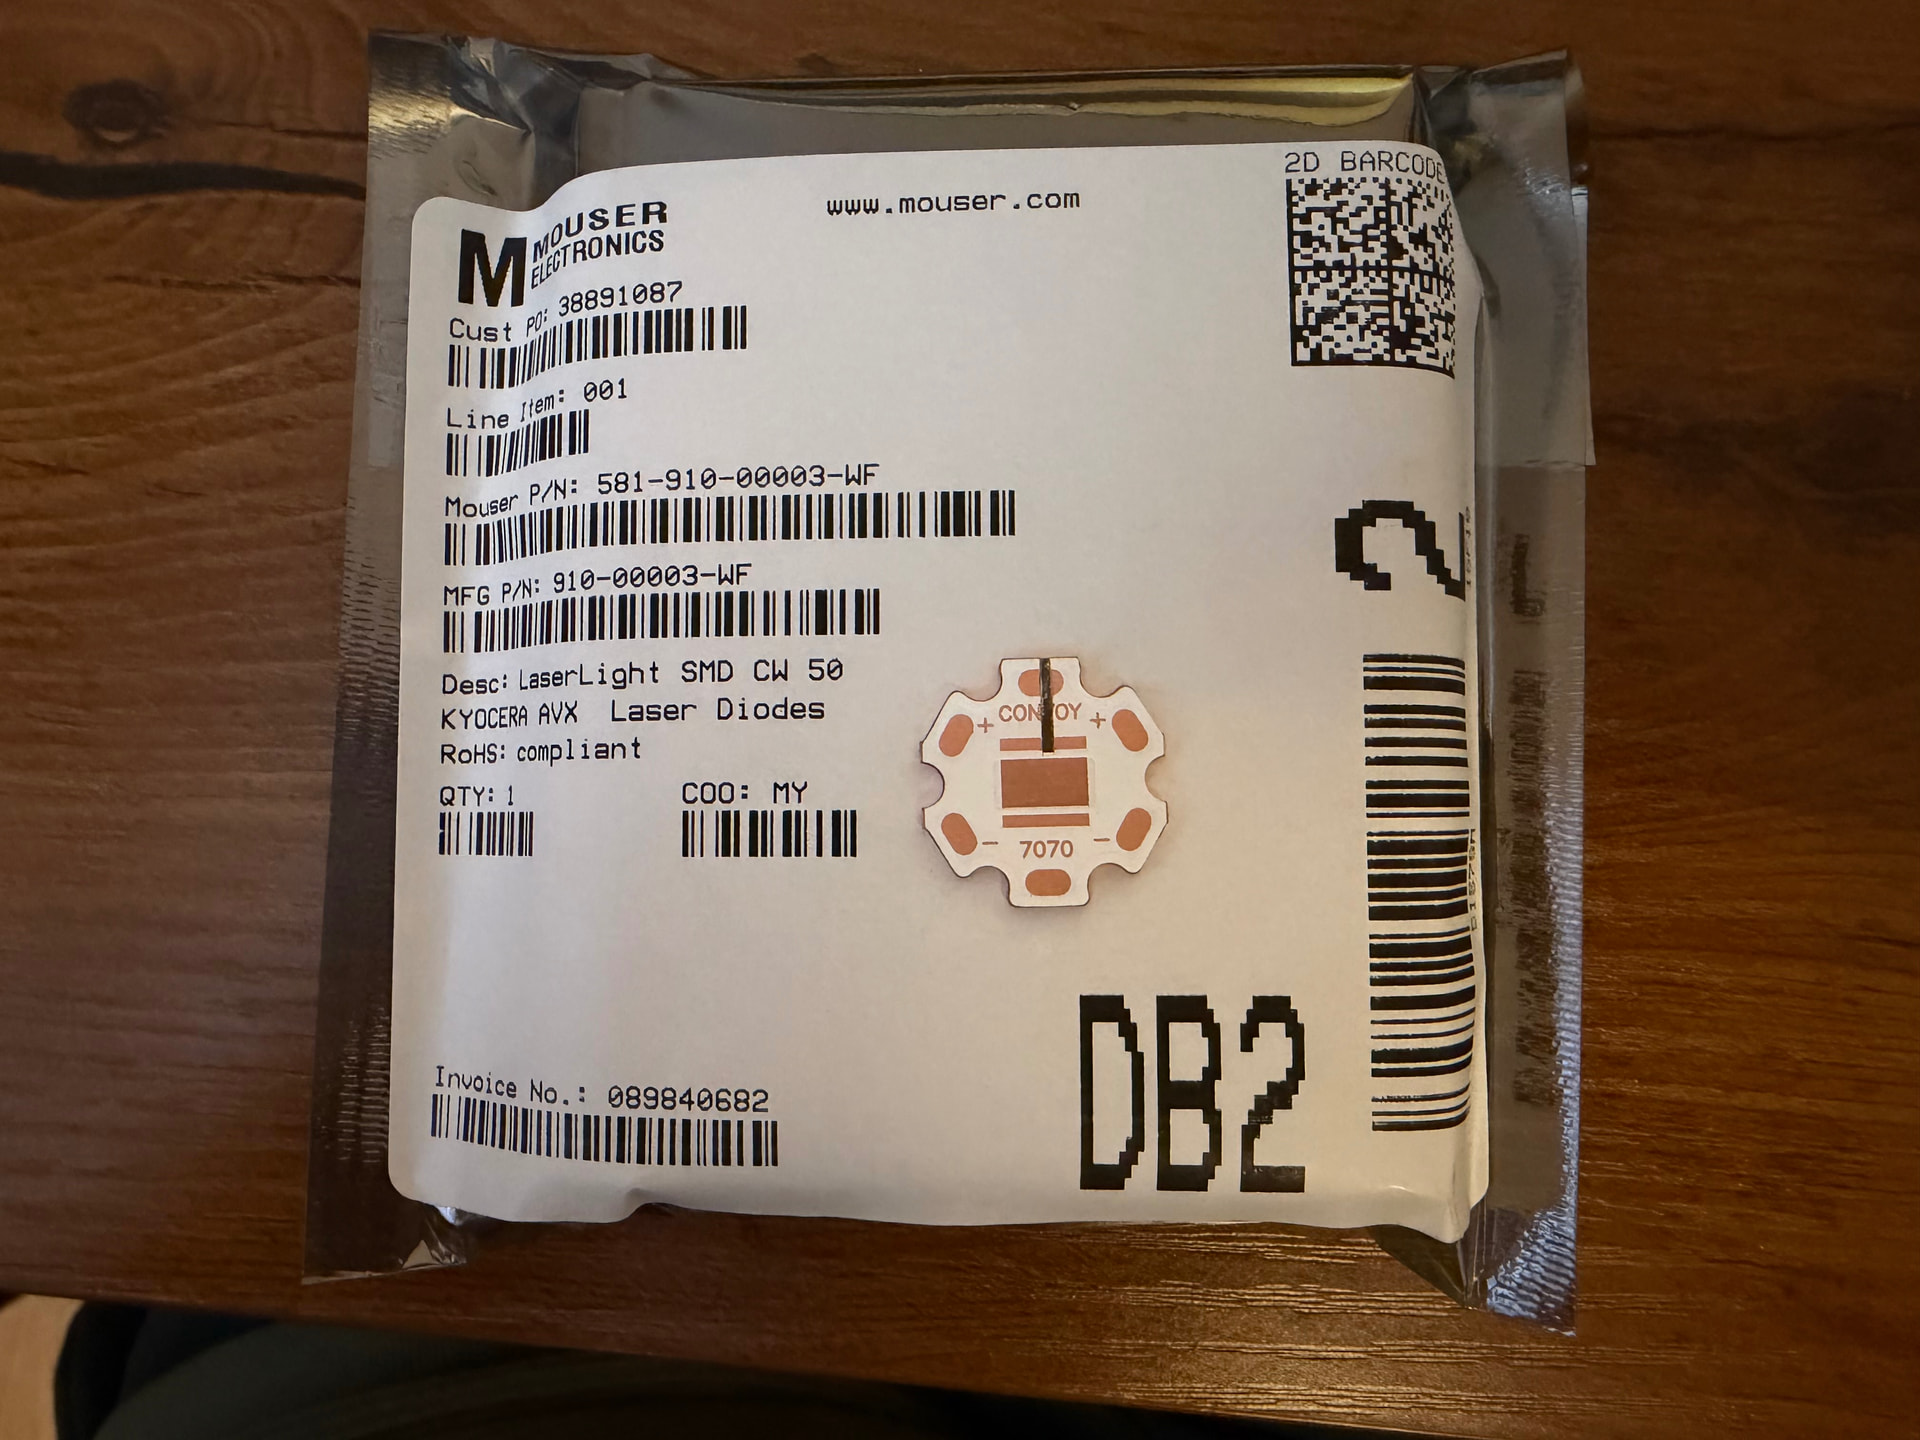 MOUSER
ELECTRONICS
www.mouser.com
2D BARCODE
Cust PO: 38891087
Line Item: 001
Mouser P/N: 581-910-00003-WF
MFG P/N: 910-00003-WF
Desc: LaserLight SMD CW 50
KYOCERA AVX Laser Diodes
RoHS: compliant
QTY: 1
COO: MY
2
+ CONVOY +
- 7070 -
DB2
Invoice No.: 089840682